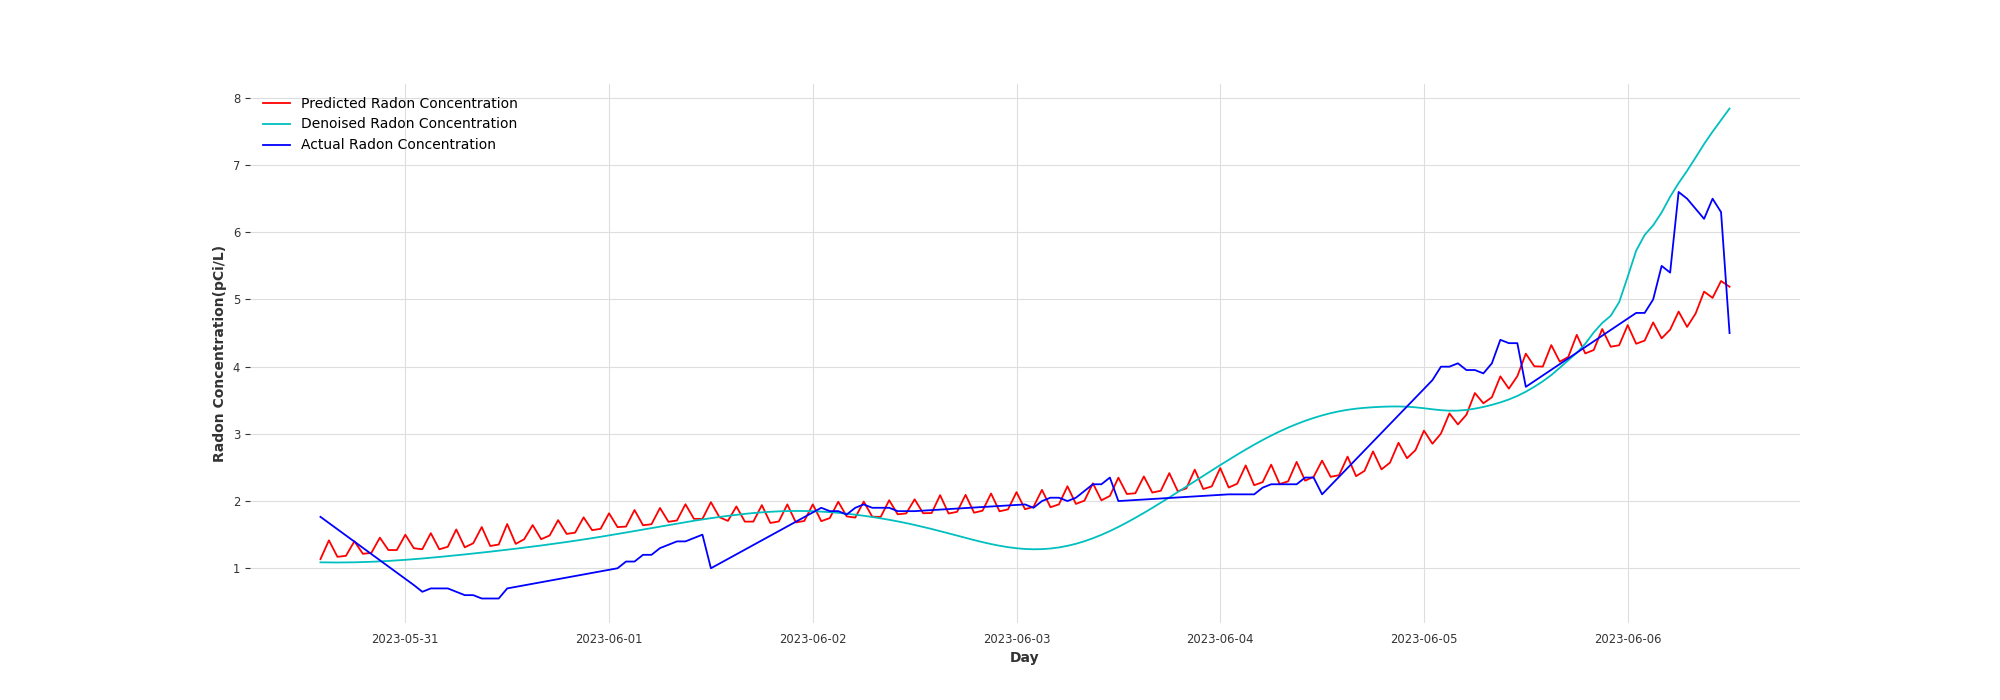 Predicted Radon Concentration
Denoised Radon Concentration
Actual Radon Concentration
8
7
6
5
4
3
2
1
Radon Concentration(pCi/L)
2023-05-31 2023-06-01 2023-06-02 2023-06-03 2023-06-04 2023-06-05 2023-06-06
Day